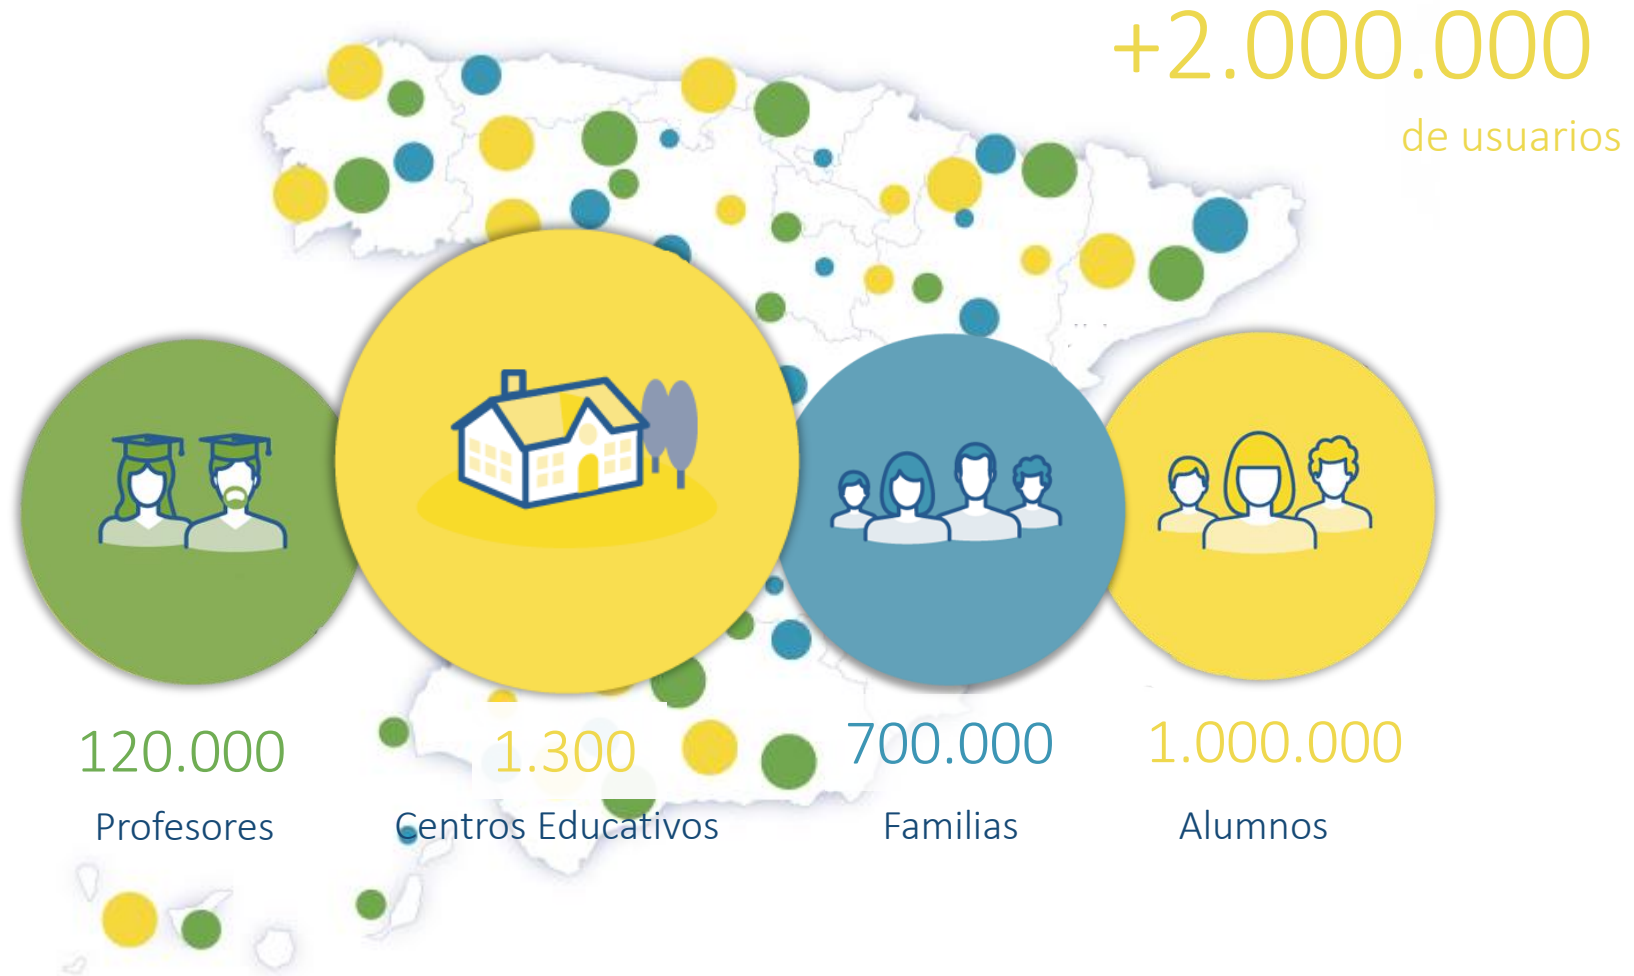 +2.000.000
de usuarios
120.000
Profesores
1.300
Centros Educativos
700.000
Familias
1.000.000
Alumnos